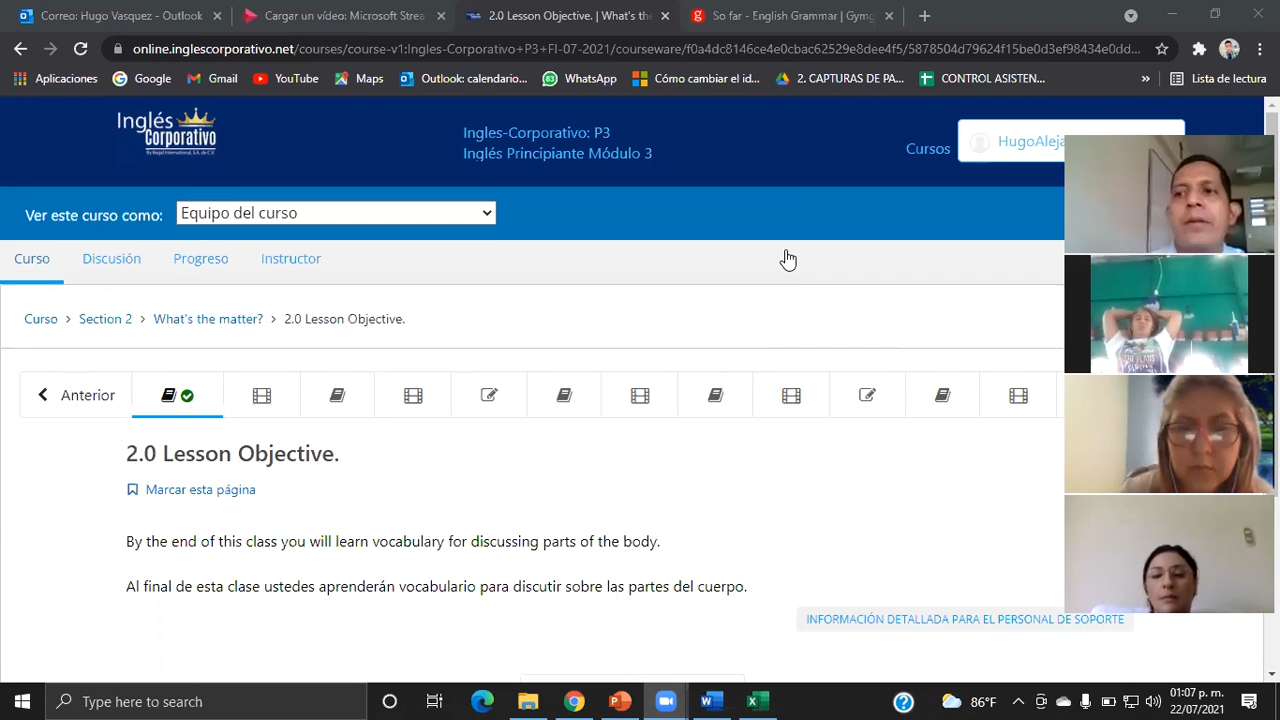 Correo: Hugo Vasquez - Outlook
Cargar un vídeo: Microsoft Strea
2.0 Lesson Objective. | What's the
So far - English Grammar | Gymg
online.inglescorporativo.net/courses/course-v1:Ingles-Corporativo+P3+FI-07-2021/courseware/f0a4dc8146ce4e0cbac62529e8dee4f5/5878504d79624f15be0d3ef98434e0dd...
Aplicaciones
Google
Gmail
YouTube
Maps
Outlook: calendario...
WhatsApp
Cómo cambiar el id...
2. CAPTURAS DE PA...
CONTROL ASISTEN...
»
Lista de lectura
Inglés
Corporativo
By Regal International, S.A. de C.V.
Ingles-Corporativo: P3
Inglés Principiante Módulo 3
Cursos
HugoAleja
Ver este curso como:
Equipo del curso
Curso
Discusión
Progreso
Instructor
Curso > Section 2 > What's the matter? > 2.0 Lesson Objective.
Anterior
2.0 Lesson Objective.
Marcar esta página
By the end of this class you will learn vocabulary for discussing parts of the body.
Al final de esta clase ustedes aprenderán vocabulario para discutir sobre las partes del cuerpo.
INFORMACIÓN DETALLADA PARA EL PERSONAL DE SOPORTE
Type here to search
86°F
01:07 p. m.
22/07/2021